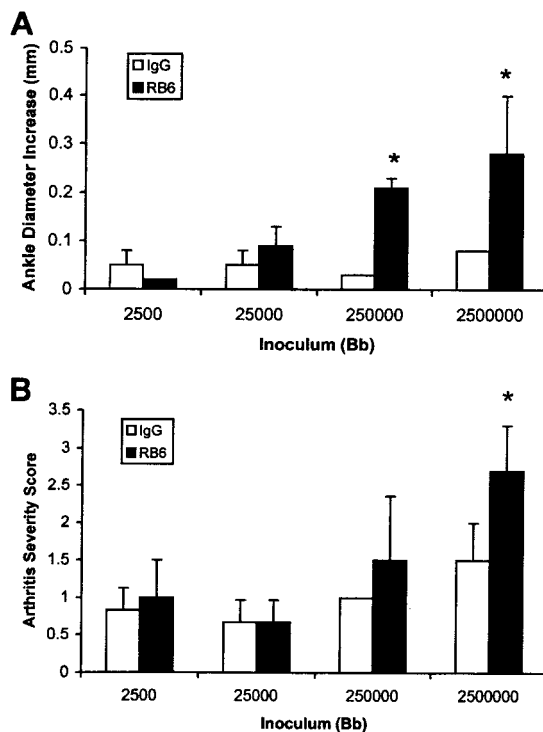 A
Ankle Diameter Increase (mm)
0.5
0.4
0.3
0.2
0.1
0
IgG
RB6
*
*
2500 25000 250000 2500000
Inoculum (Bb)
B
Arthritis Severity Score
3.5
3
2.5
2
1.5
1
0.5
0
IgG
RB6
*
2500 25000 250000 2500000
Inoculum (Bb)